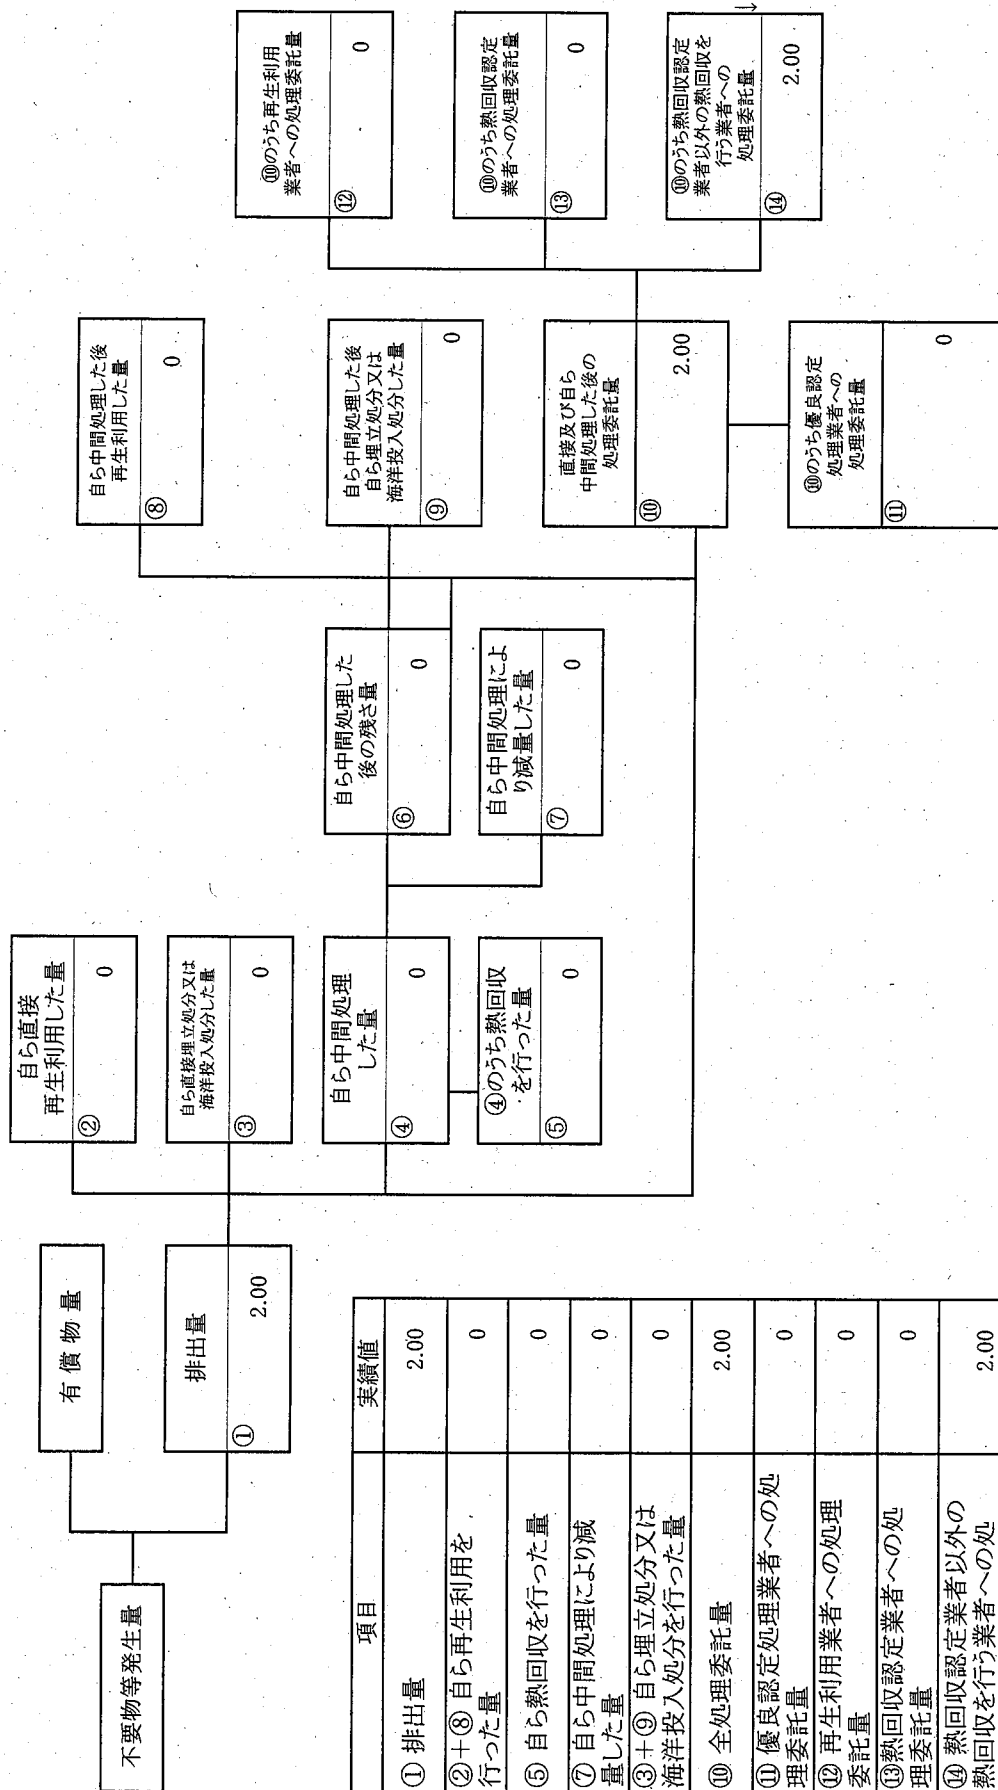 不要物等発生量
有償物量
排出量
①
2.00
自ら直接
再生利用した量
②
0
自ら直接埋立処分又は
海洋投入処分した量
③
0
自ら中間処理
した量
④
0
④のうち熱回収
を行った量
⑤
0
自ら中間処理した
後の残さ量
⑥
0
自ら中間処理によ
り減量した量
⑦
0
自ら中間処理した後
再生利用した量
⑧
0
自ら中間処理した後
自ら埋立処分又は
海洋投入処分した量
⑨
0
直接及び自ら
中間処理した後の
処理委託量
⑩
2.00
⑩のうち優良認定
処理業者への
処理委託量
⑪
0
⑩のうち再生利用
業者への処理委託量
⑫
0
⑩のうち熱回収認定
業者への処理委託量
⑬
0
⑩のうち熱回収認定
業者以外の熱回収を
行う業者への
処理委託量
⑭
2.00
項目 実績値
① 排出量 2.00
②+⑧ 自ら再生利用を
行った量 0
⑤ 自ら熱回収を行った量 0
⑦ 自ら中間処理により減
量した量 0
③+⑨ 自ら埋立処分又は
海洋投入処分を行った量 0
⑩ 全処理委託量 2.00
⑪ 優良認定処理業者への処
理委託量 0
⑫ 再生利用業者への処理
委託量 0
⑬熱回収認定業者への処
理委託量 0
⑭ 熱回収認定業者以外の
熱回収を行う業者への処 2.00